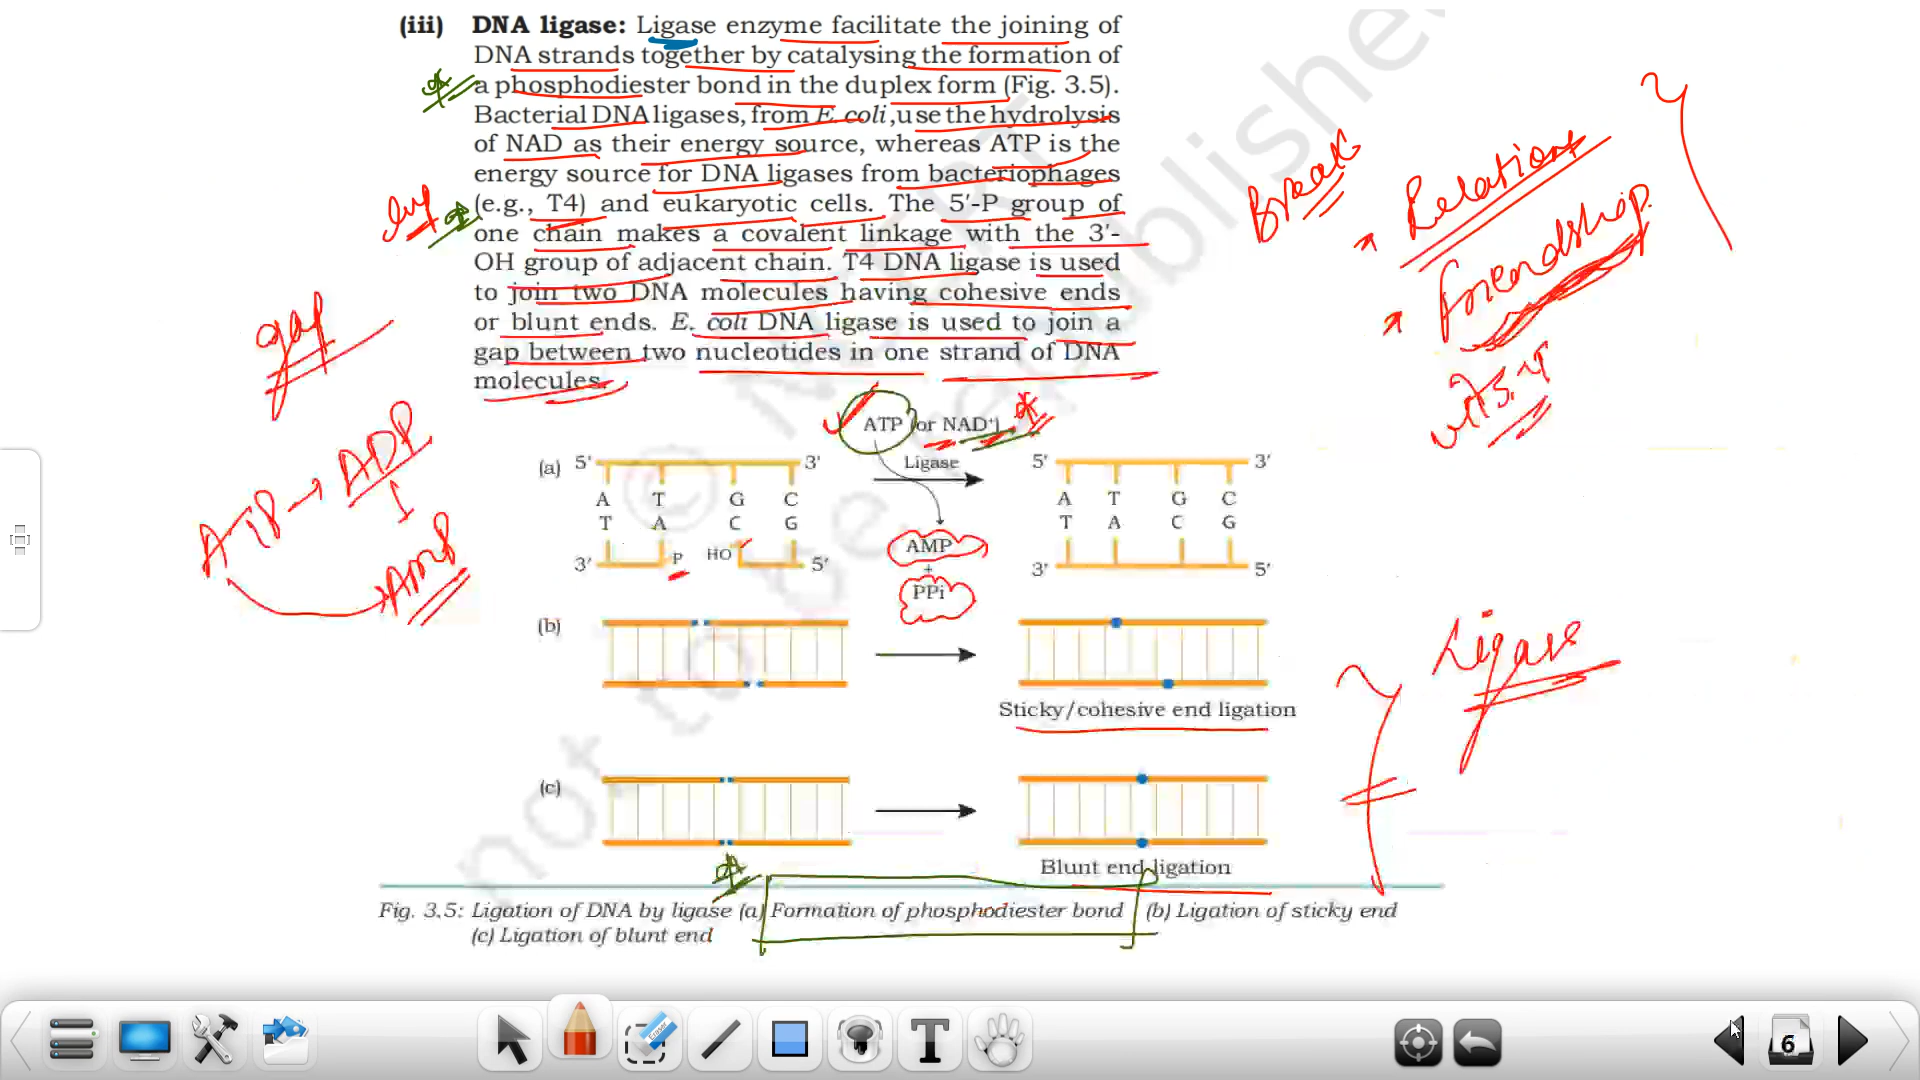 (iii) DNA ligase: Ligase enzyme facilitate the joining of
DNA strands together by catalysing the formation of
a phosphodiester bond in the duplex form (Fig. 3.5).
Bacterial DNA ligases, from E. coli, use the hydrolysis
of NAD as their energy source, whereas ATP is the
energy source for DNA ligases from bacteriophages
(e.g., T4) and eukaryotic cells. The 5'-P group of
one chain makes a covalent linkage with the 3'-
OH group of adjacent chain. T4 DNA ligase is used
to join two DNA molecules having cohesive ends
or blunt ends. E. coli DNA ligase is used to join a
gap between two nucleotides in one strand of DNA
molecules.
Imp
gap
ATP → ADP
AMP
Break
Relation
Friendship
Ligase
ATP (or NAD⁺)
Ligase
AMP
+
PPi
(a) 5' 3'
A T G C
T A C G
3' P HO 5'
5' 3'
A T G C
T A C G
3' 5'
(b)
Sticky/cohesive end ligation
(c)
Blunt end ligation
Fig. 3.5: Ligation of DNA by ligase (a) Formation of phosphodiester bond (b) Ligation of sticky end
(c) Ligation of blunt end
not to be republished
6